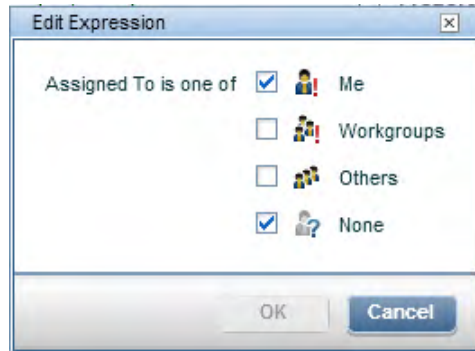 Edit Expression
Assigned To is one of
Me
Workgroups
Others
None
OK
Cancel